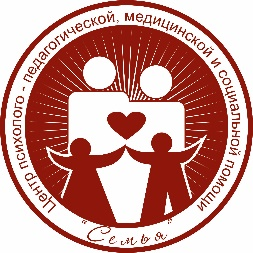 Центр психолого - педагогической, медицинской и социальной помощи
"Семья"